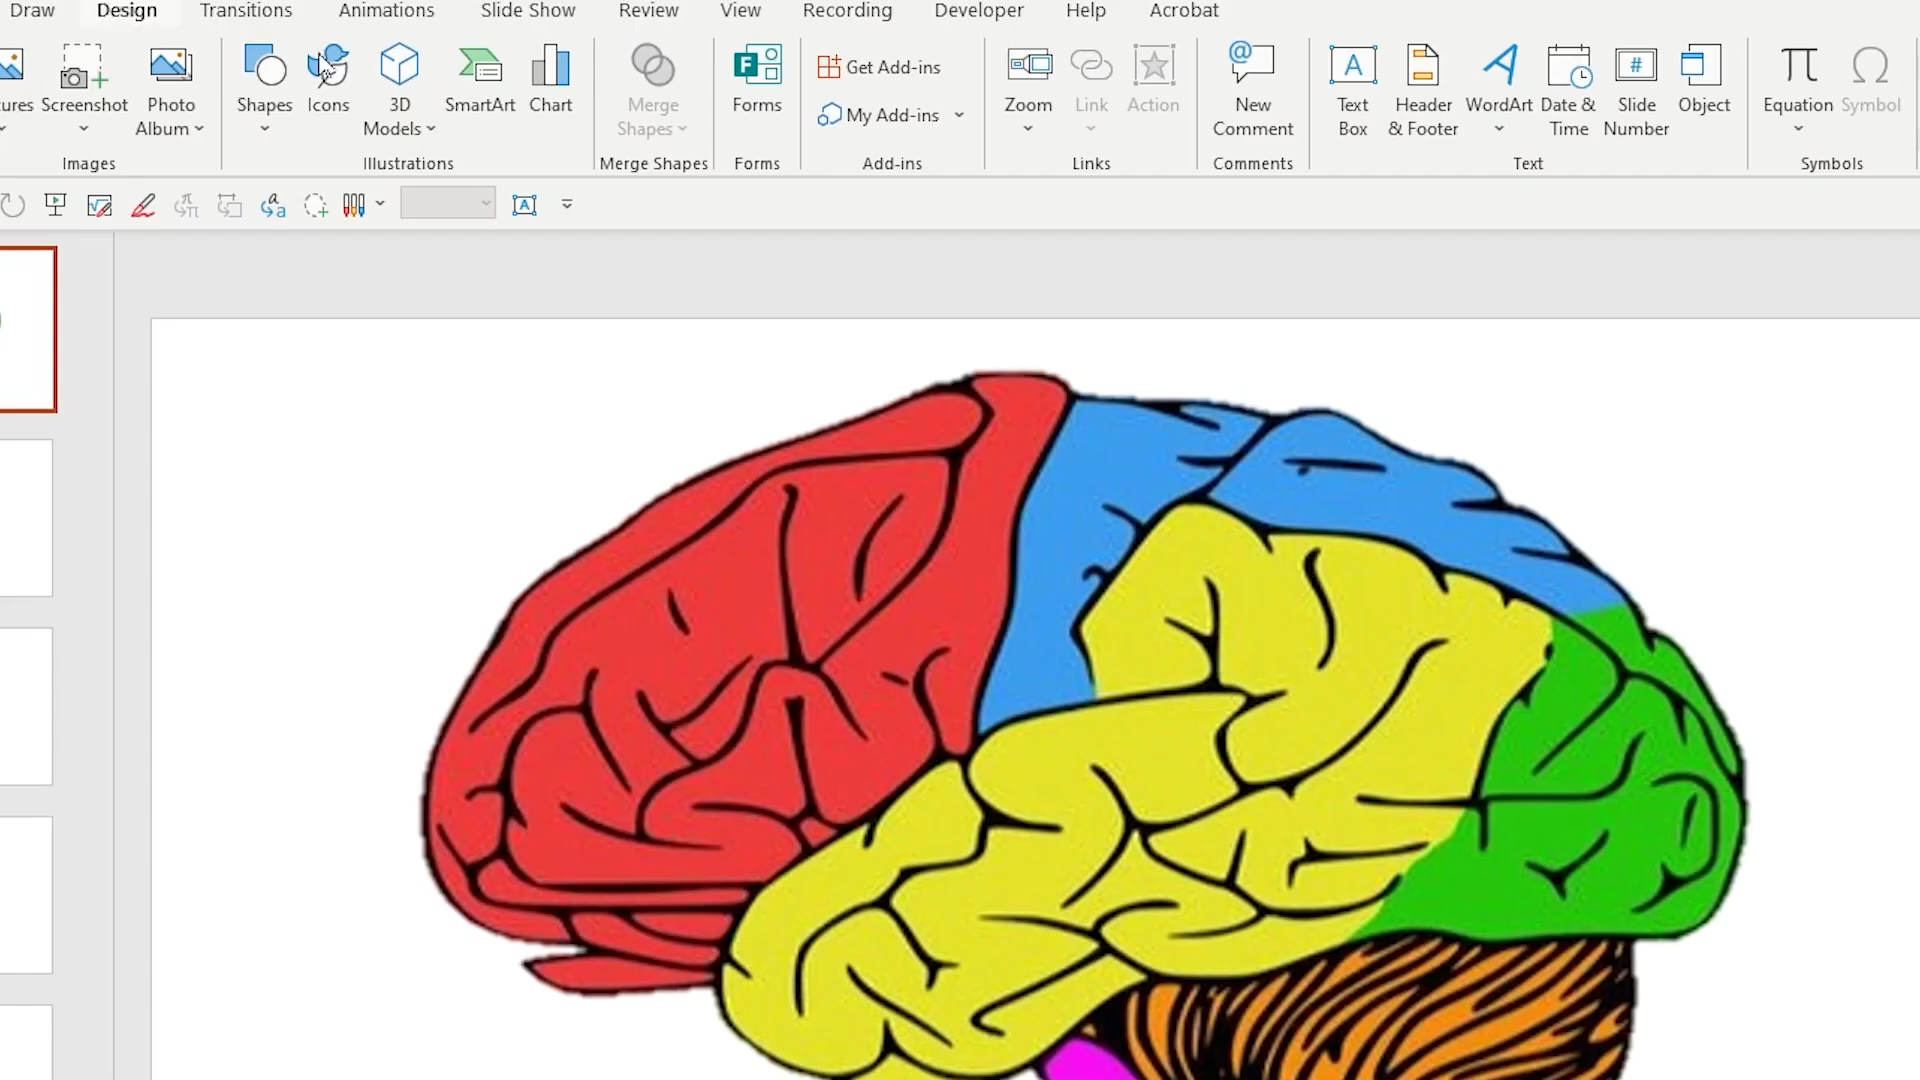 Draw Design Transitions Animations Slide Show Review View Recording Developer Help Acrobat
ures Screenshot Photo Album Shapes Icons 3D Models SmartArt Chart Merge Shapes Forms Get Add-ins My Add-ins Zoom Link Action New Comment Text Box Header & Footer WordArt Date & Time Slide Number Object Equation Symbol
Images Illustrations Merge Shapes Forms Add-ins Links Comments Text Symbols